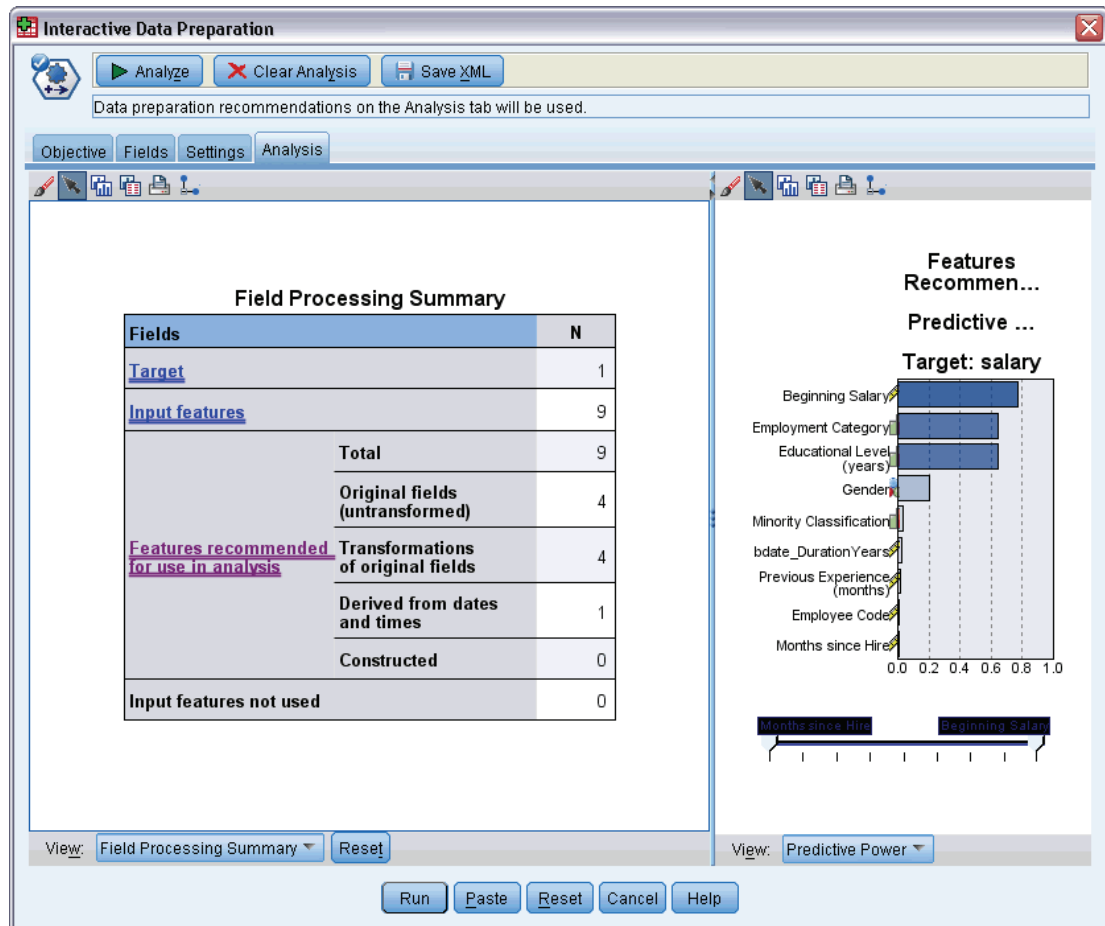 Interactive Data Preparation
Analyze
Clear Analysis
Save XML
Data preparation recommendations on the Analysis tab will be used.
Objective
Fields
Settings
Analysis
Field Processing Summary
Fields N
Target 1
Input features 9
Features recommended
for use in analysis
Total 9
Original fields
(untransformed) 4
Transformations
of original fields 4
Derived from dates
and times 1
Constructed 0
Input features not used 0
View: Field Processing Summary
Reset
Features
Recommen...
Predictive ...
Target: salary
Beginning Salary
Employment Category
Educational Level
(years)
Gender
Minority Classification
bdate_DurationYears
Previous Experience
(months)
Employee Code
Months since Hire
0.0 0.2 0.4 0.6 0.8 1.0
Months since Hire
Beginning Salary
View: Predictive Power
Run
Paste
Reset
Cancel
Help